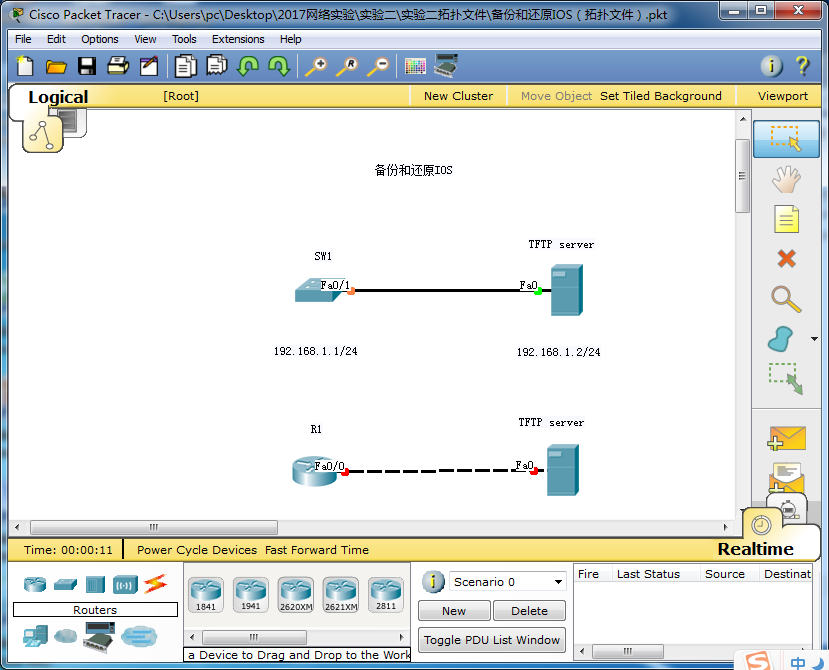 Cisco Packet Tracer - C:\Users\pc\Desktop\2017网络实验\实验二\实验二拓扑文件\备份和还原IOS（拓扑文件）.pkt
File Edit Options View Tools Extensions Help
R
i ?
Logical [Root] New Cluster Move Object Set Tiled Background Viewport
备份和还原IOS
TFTP server
SW1
Fa0/1 Fa0
192.168.1.1/24 192.168.1.2/24
TFTP server
R1
Fa0/0 Fa0
Time: 00:00:11 Power Cycle Devices Fast Forward Time Realtime
Routers
1841 1941 2620XM 2621XM 2811
a Device to Drag and Drop to the Work
i Scenario 0
New Delete
Toggle PDU List Window
Fire Last Status Source Destinat
S 中